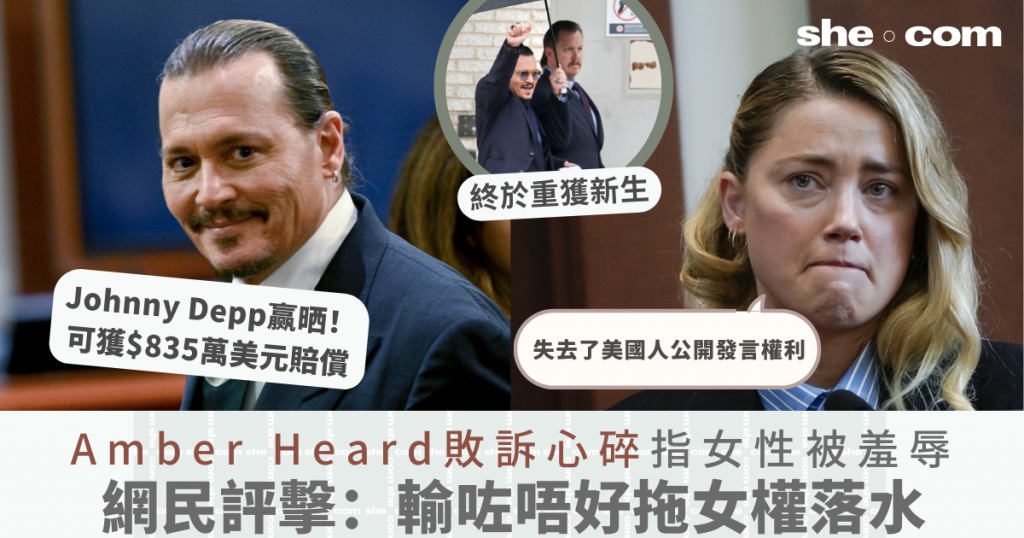 she.com
終於重獲新生
Johnny Depp贏晒！
可獲$835萬美元賠償
失去了美國人公開發言權利
Amber Heard敗訴心碎指女性被羞辱
網民評擊：輸咗唔好拖女權落水